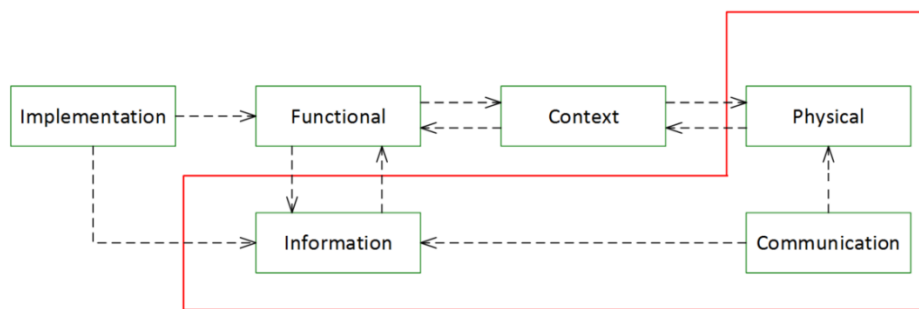 Implementation
Functional
Context
Physical
Information
Communication